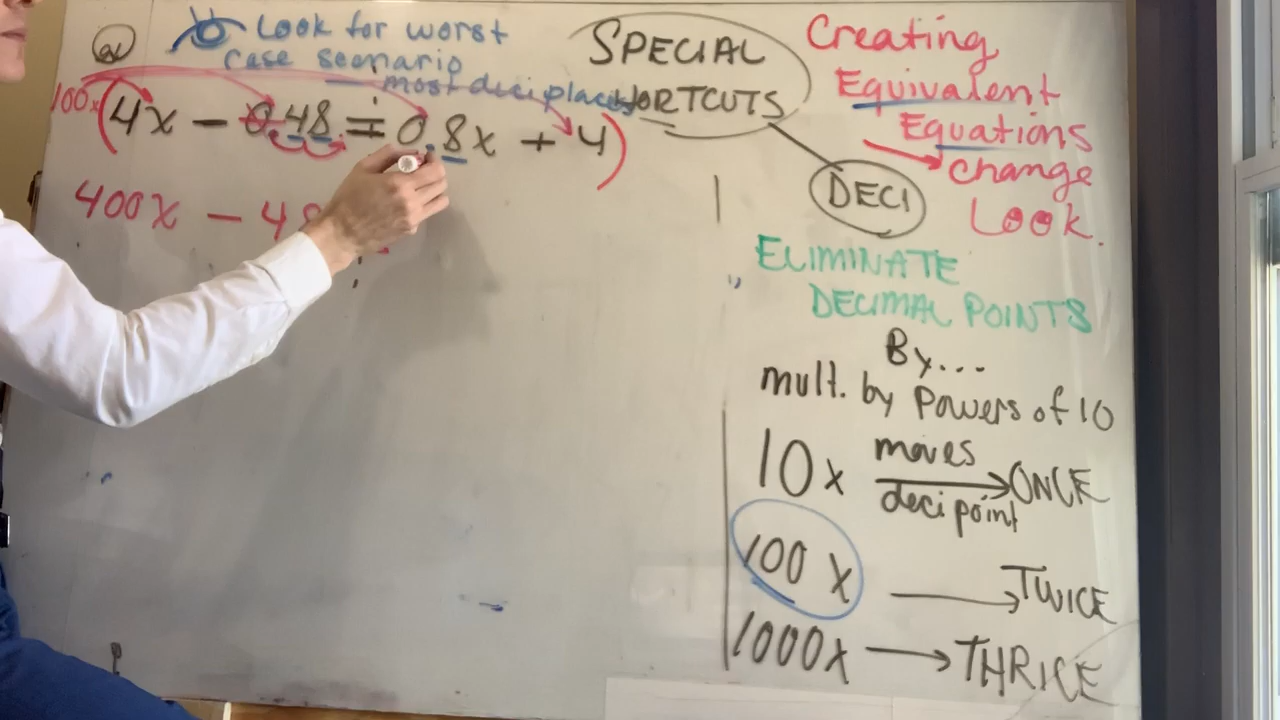 a)
Look for worst
case scenario
— most deci places
SPECIAL
SHORTCUTS
DECI
Creating
Equivalent
Equations
change
Look.
100x(4x - 0.48 = 0.8x + 4)
400x - 48
ELIMINATE
DECIMAL POINTS
By...
mult. by Powers of 10
10x moves deci point ONCE
100x TWICE
1000x THRICE